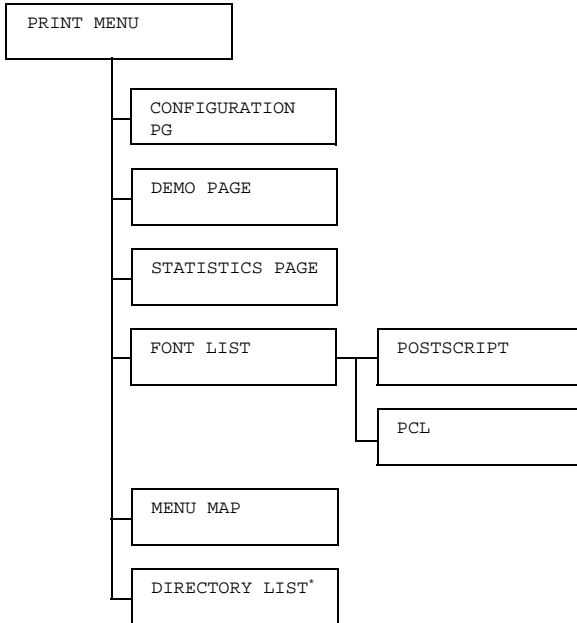 PRINT MENU
CONFIGURATION
PG
DEMO PAGE
STATISTICS PAGE
FONT LIST
POSTSCRIPT
PCL
MENU MAP
DIRECTORY LIST*